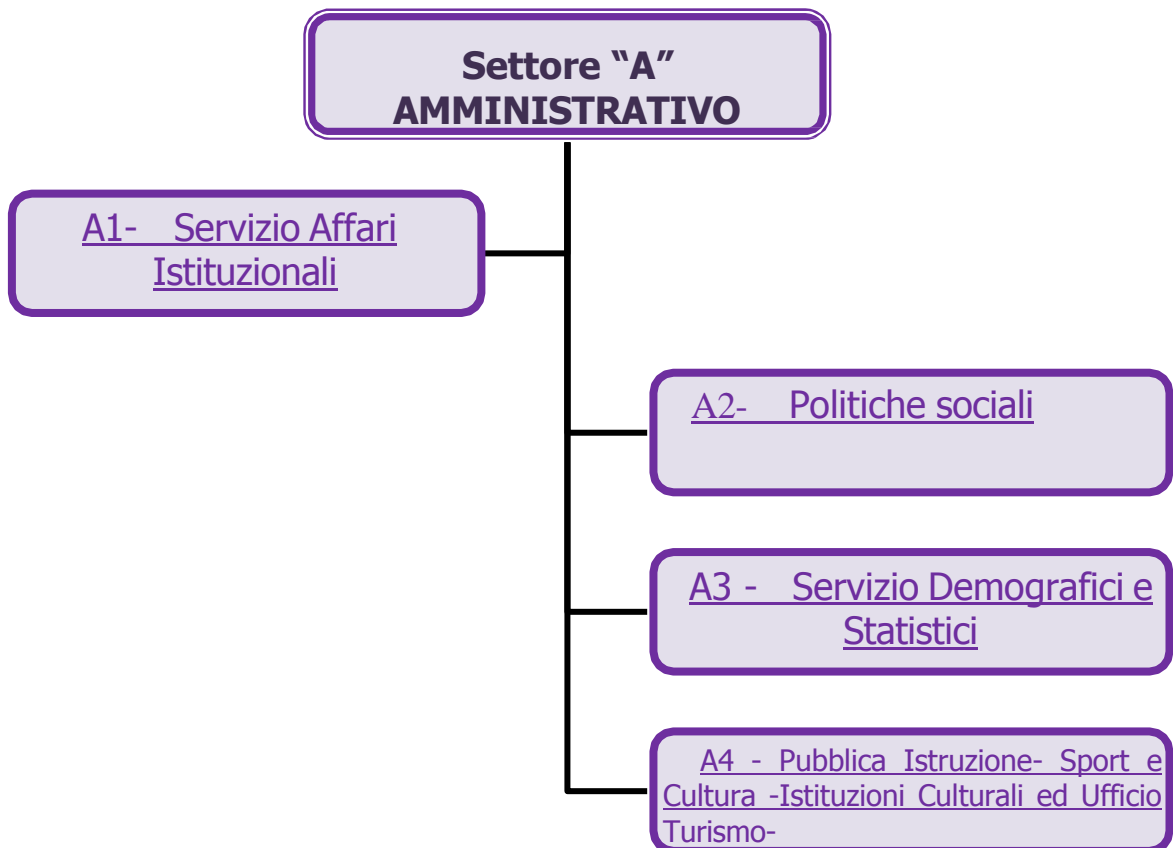 Settore “A”
AMMINISTRATIVO
A1- Servizio Affari
Istituzionali
A2- Politiche sociali
A3 - Servizio Demografici e
Statistici
A4 - Pubblica Istruzione- Sport e
Cultura -Istituzioni Culturali ed Ufficio
Turismo-